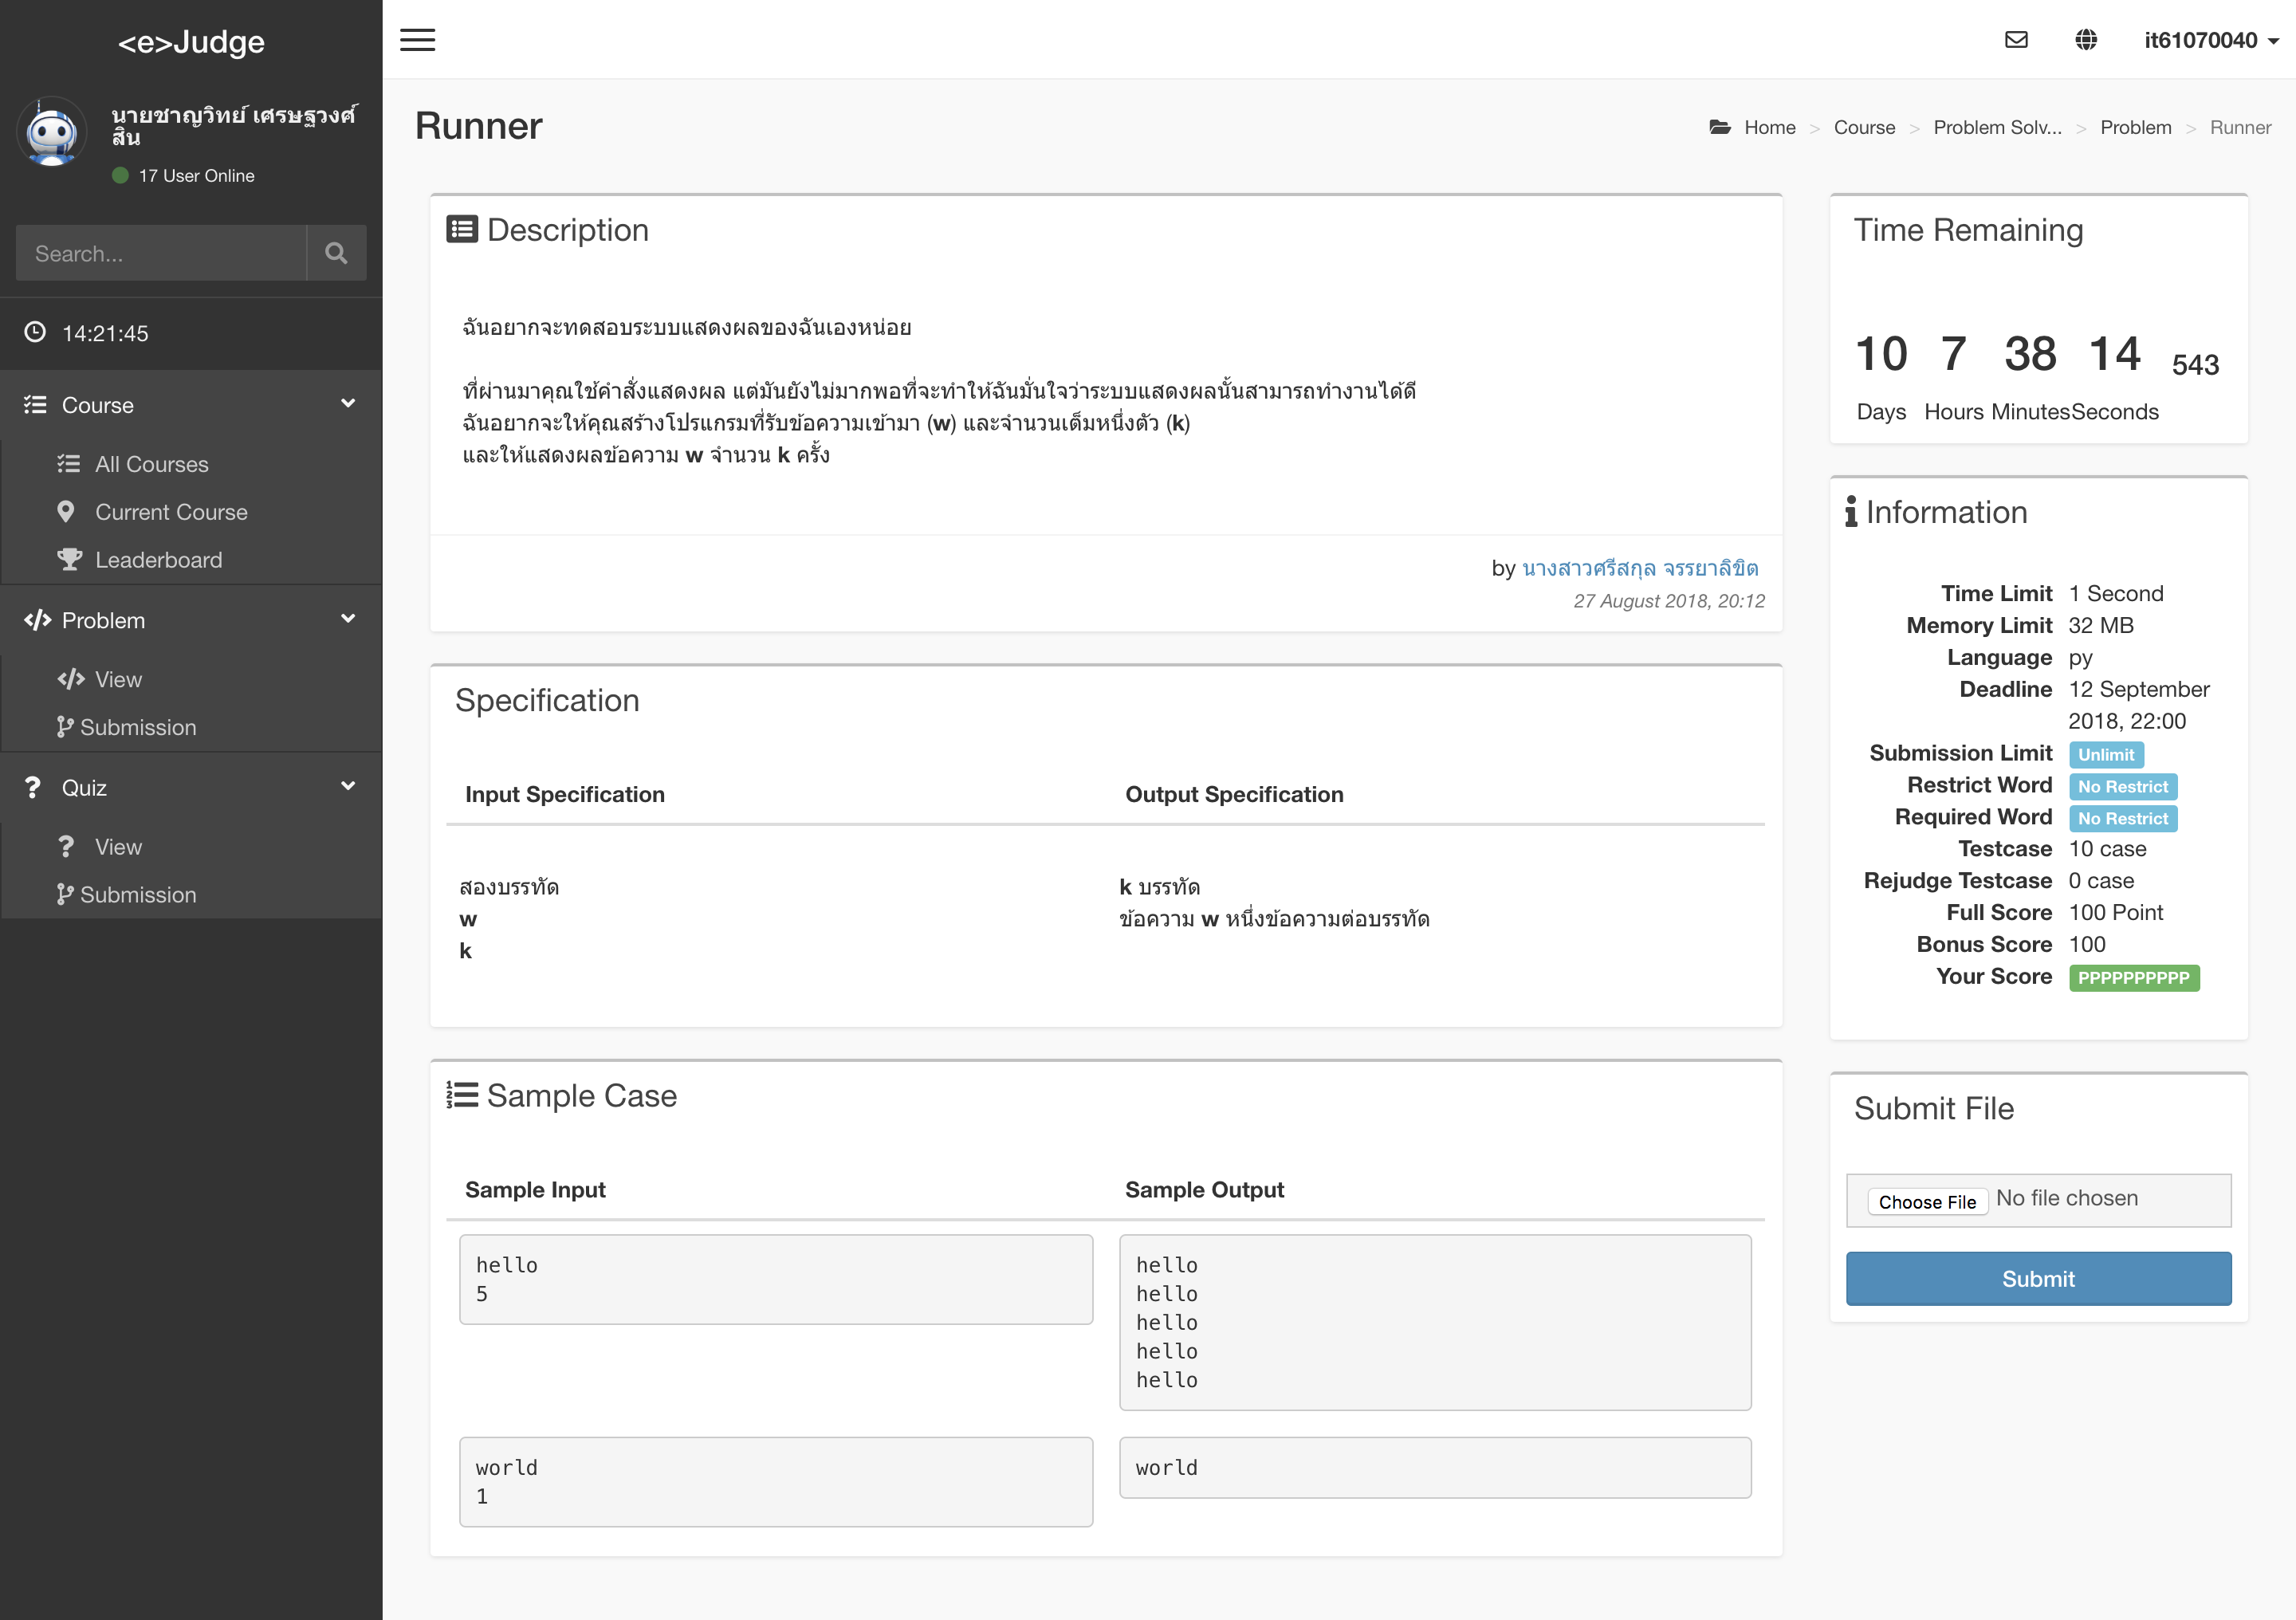 <e>Judge
นายชาญวิทย์ เศรษฐวงศ์
สิน
17 User Online
Search...
14:21:45
Course
All Courses
Current Course
Leaderboard
Problem
View
Submission
Quiz
View
Submission
it61070040
Runner
Home > Course > Problem Solv... > Problem > Runner
Description
ฉันอยากจะทดสอบระบบแสดงผลของฉันเองหน่อย
ที่ผ่านมาคุณใช้คำสั่งแสดงผล แต่มันยังไม่มากพอที่จะทำให้ฉันมั่นใจว่าระบบแสดงผลนั้นสามารถทำงานได้ดี
ฉันอยากจะให้คุณสร้างโปรแกรมที่รับข้อความเข้ามา (w) และจำนวนเต็มหนึ่งตัว (k)
และให้แสดงผลข้อความ w จำนวน k ครั้ง
by นางสาวศรีสกุล จรรยาลิขิต
27 August 2018, 20:12
Specification
Input Specification Output Specification
สองบรรทัด
w
k
k บรรทัด
ข้อความ w หนึ่งข้อความต่อบรรทัด
1 2 3 Sample Case
Sample Input Sample Output
hello
5
hello
hello
hello
hello
hello
world
1
world
Time Remaining
10 7 38 14 543
Days Hours Minutes Seconds
Information
Time Limit 1 Second
Memory Limit 32 MB
Language py
Deadline 12 September
2018, 22:00
Submission Limit Unlimit
Restrict Word No Restrict
Required Word No Restrict
Testcase 10 case
Rejudge Testcase 0 case
Full Score 100 Point
Bonus Score 100
Your Score PPPPPPPPPP
Submit File
Choose File No file chosen
Submit